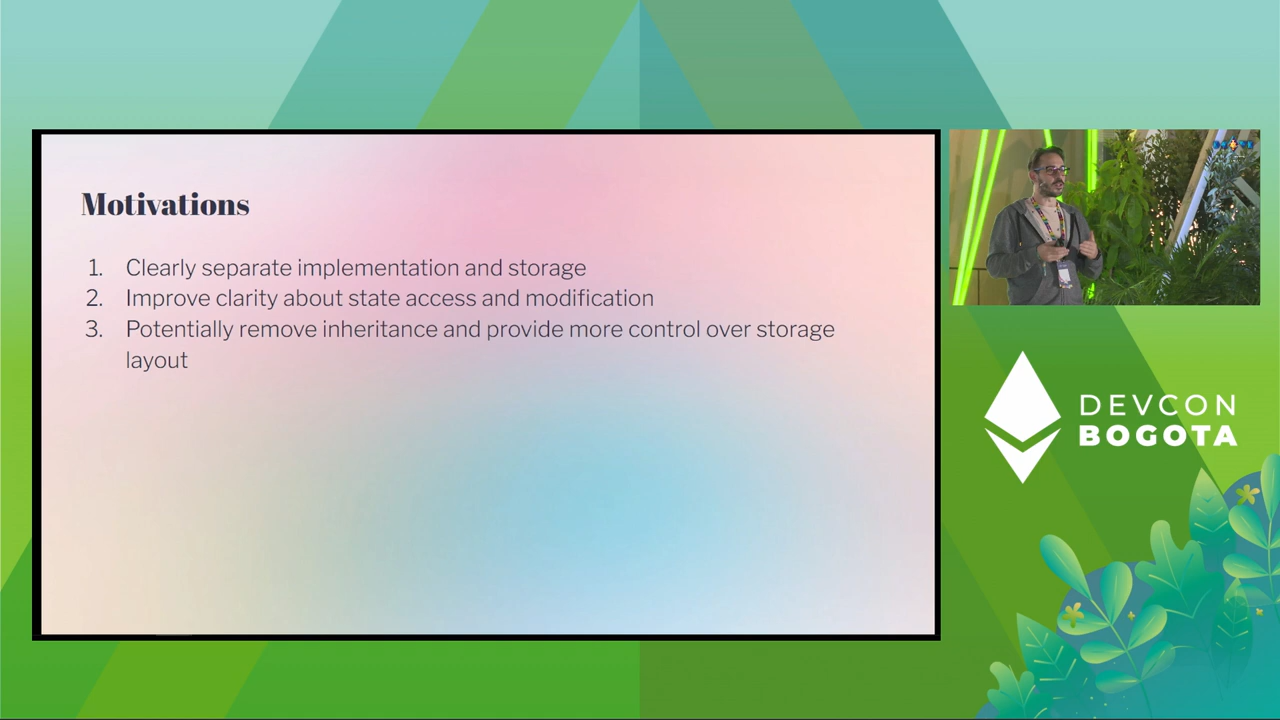 Motivations
1. Clearly separate implementation and storage
2. Improve clarity about state access and modification
3. Potentially remove inheritance and provide more control over storage
layout
DEVCON
BOGOTA